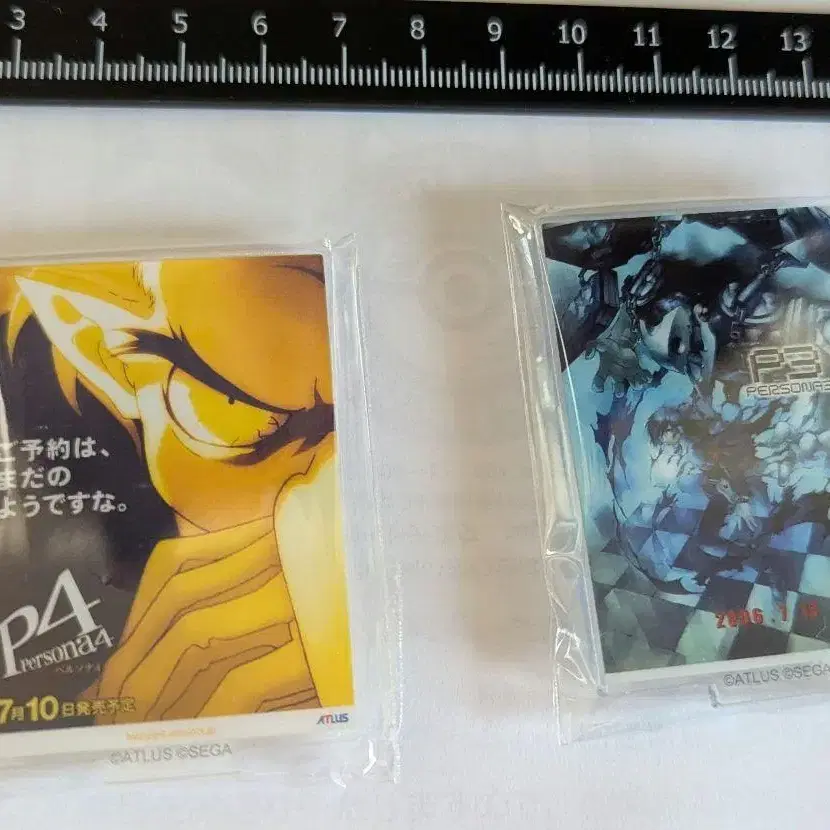 3 4 5 6 7 8 9 10 11 12 13
ご予約は、
まだの
ようですな。
P4
Persona4
ペルソナ4
7月10日発売予定
ATLUS
©ATLUS ©SEGA
P3
PERSONA3
2006.7.13
©ATLUS ©SEGA